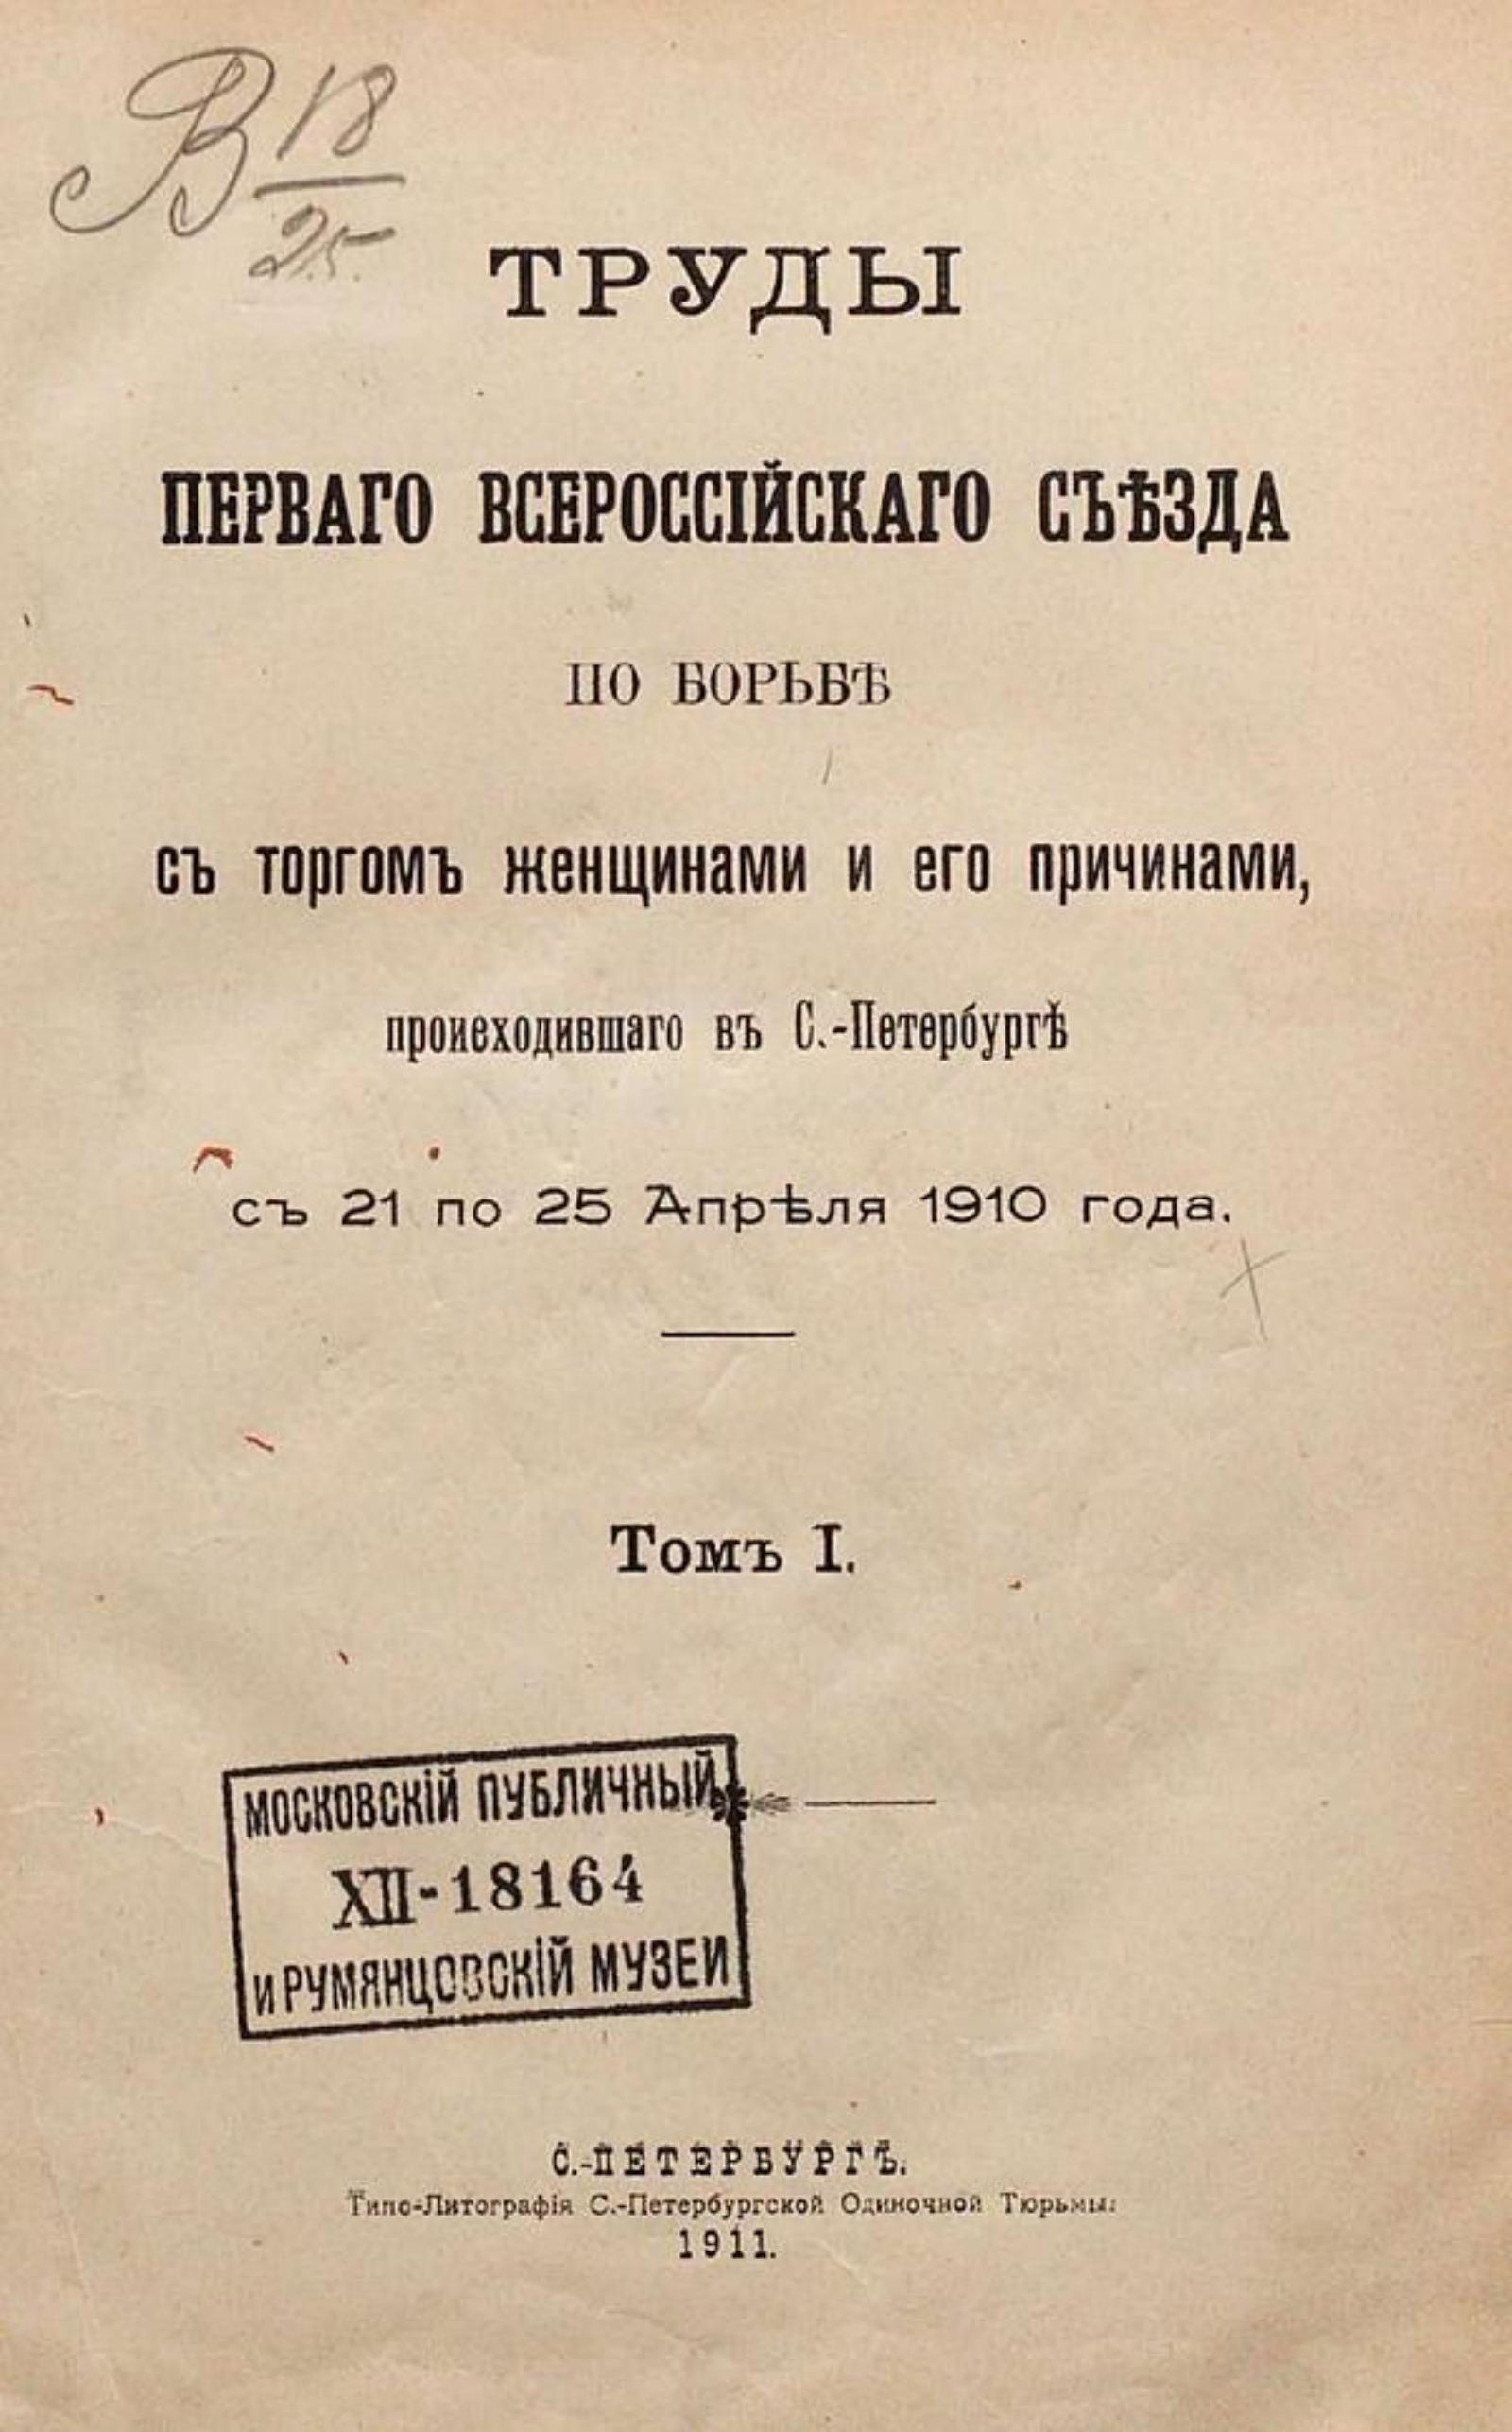 В 18
25.
ТРУДЫ
ПЕРВАГО ВСЕРОССІЙСКАГО СЪѢЗДА
ПО БОРЬБѢ
съ торгомъ женщинами и его причинами,
происходившаго въ С.-Петербургѣ
съ 21 по 25 Апрѣля 1910 года.
Томъ I.
МОСКОВСКІЙ ПУБЛИЧНЫЙ
XII-18164
И РУМЯНЦОВСКІЙ МУЗЕИ
С.-ПЕТЕРБУРГЪ.
Типо-Литографія С.-Петербургской Одиночной Тюрьмы.
1911.